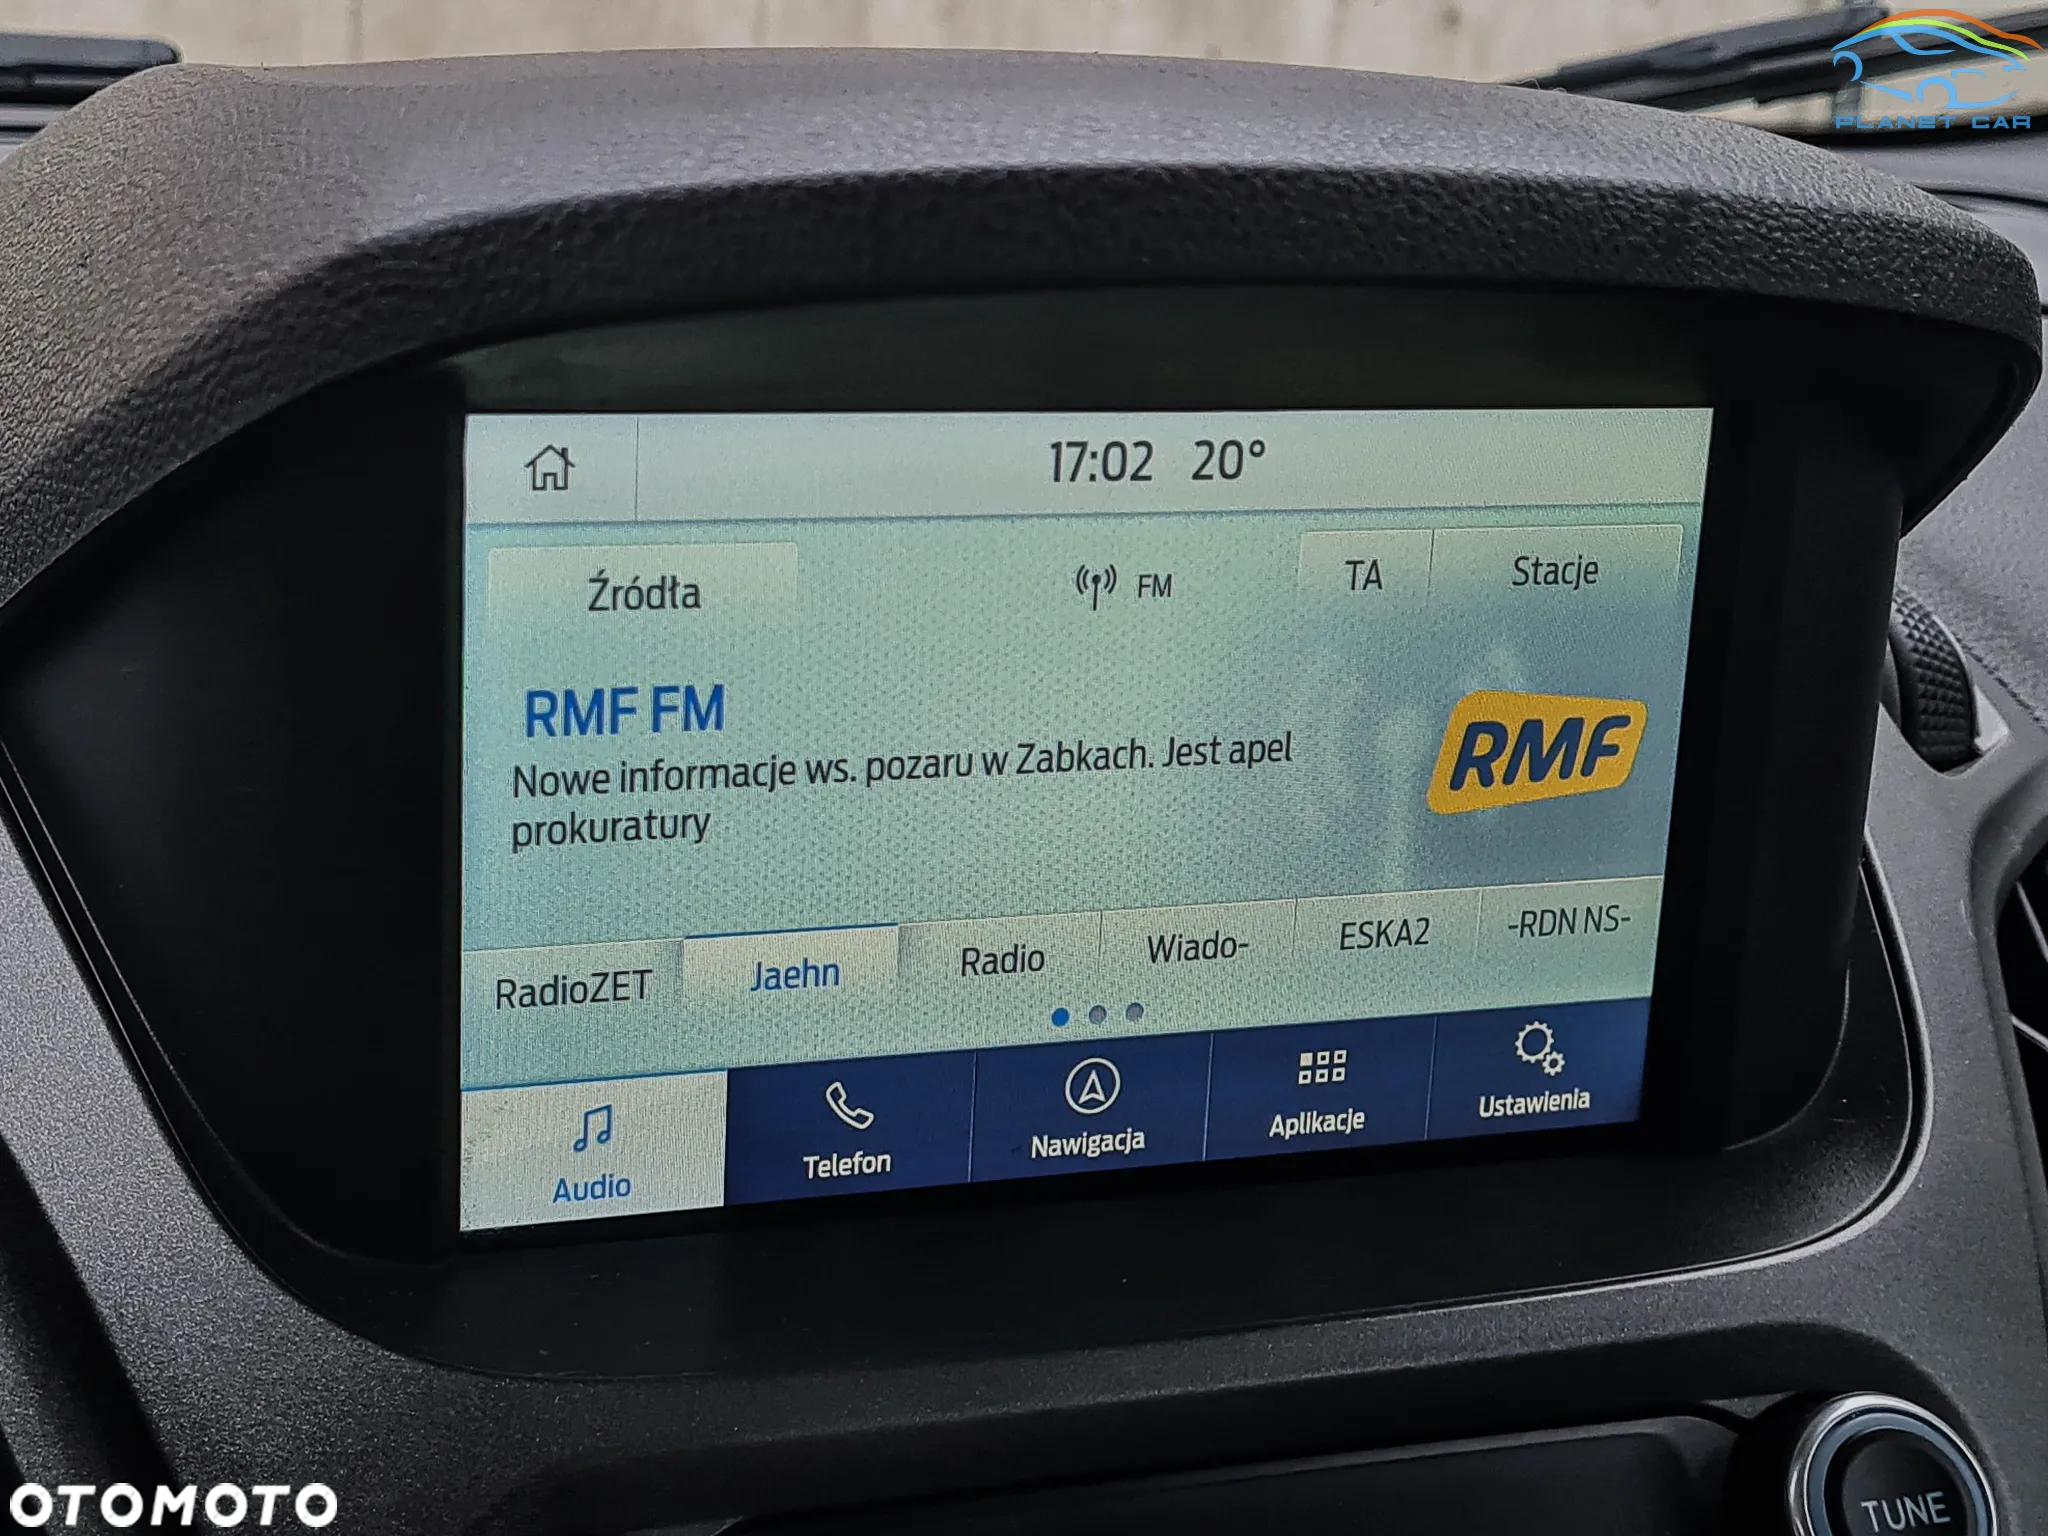 PLANET CAR
17:02 20°
Źródła
FM
TA
Stacje
RMF FM
Nowe informacje ws. pozaru w Zabkach. Jest apel
prokuratury
RMF
RadioZET
Jaehn
Radio
Wiado-
ESKA2
-RDN NS-
Audio
Telefon
Nawigacja
Aplikacje
Ustawienia
TUNE
OTOMOTO